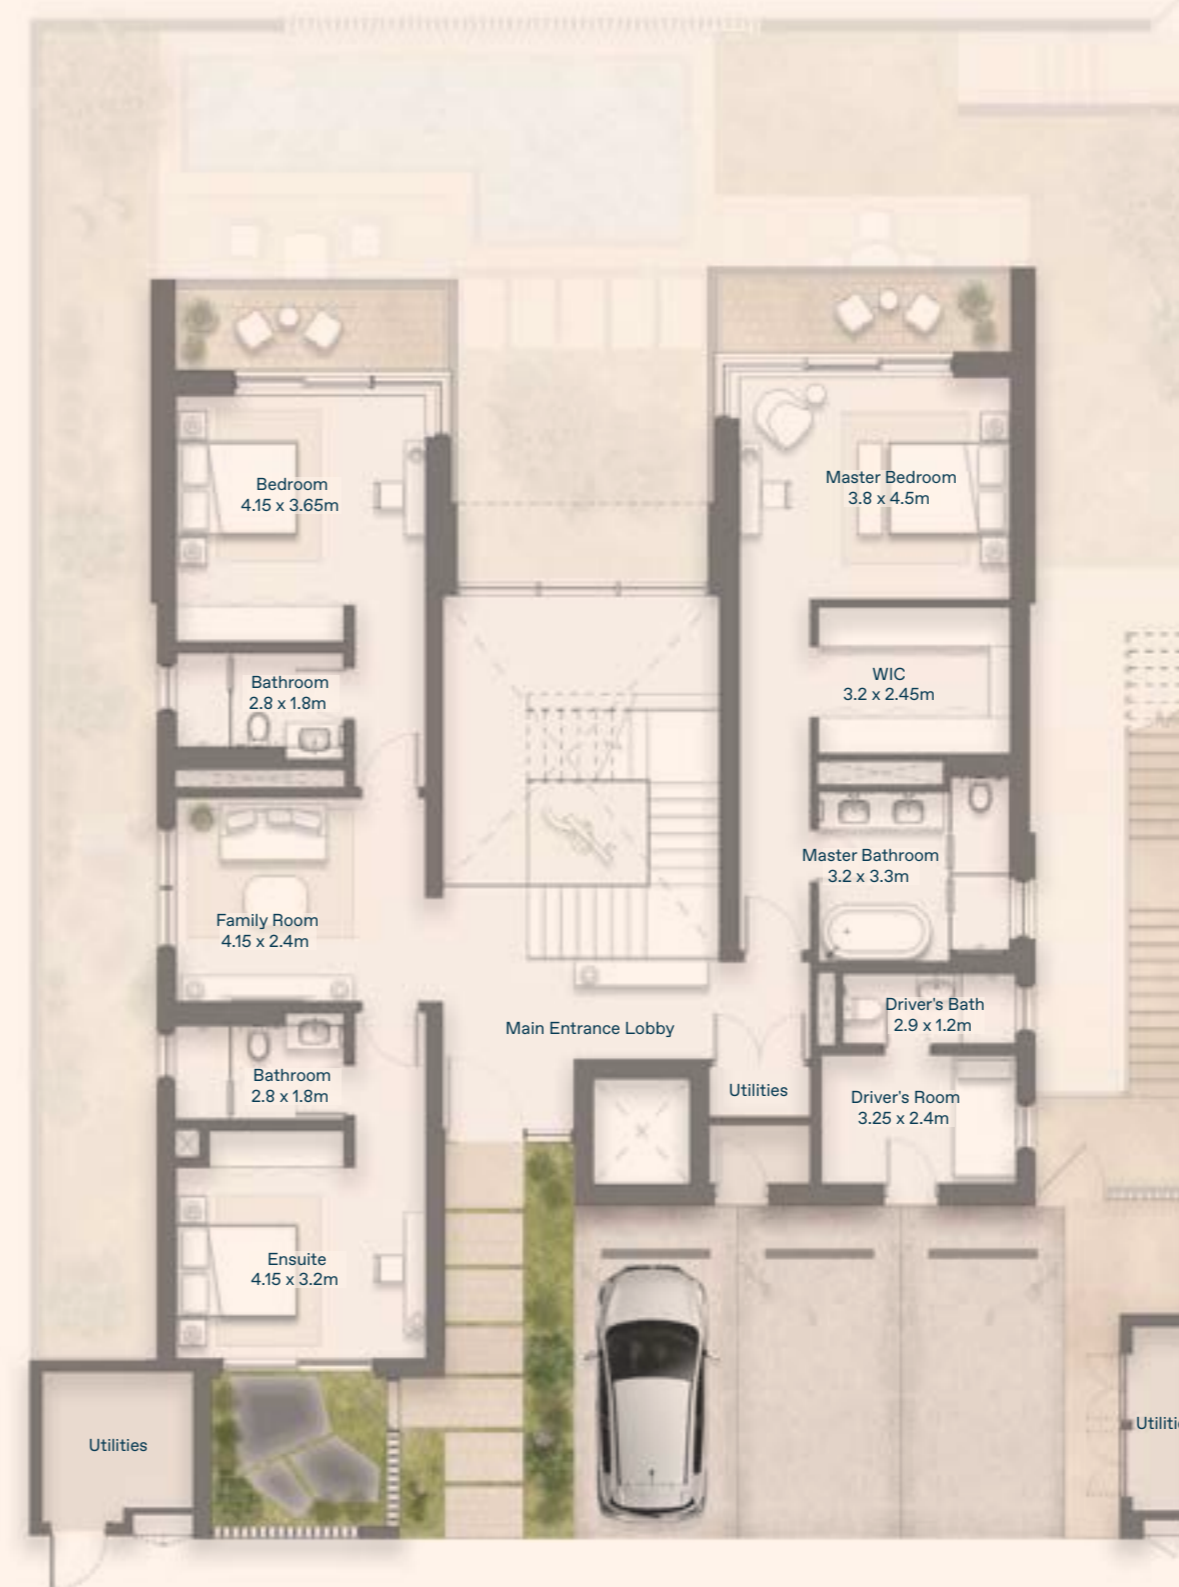 Bedroom
4.15 x 3.65m
Master Bedroom
3.8 x 4.5m
Bathroom
2.8 x 1.8m
WIC
3.2 x 2.45m
Master Bathroom
3.2 x 3.3m
Family Room
4.15 x 2.4m
Driver's Bath
2.9 x 1.2m
Main Entrance Lobby
Bathroom
2.8 x 1.8m
Utilities
Driver's Room
3.25 x 2.4m
Ensuite
4.15 x 3.2m
Utilities
Utiliti